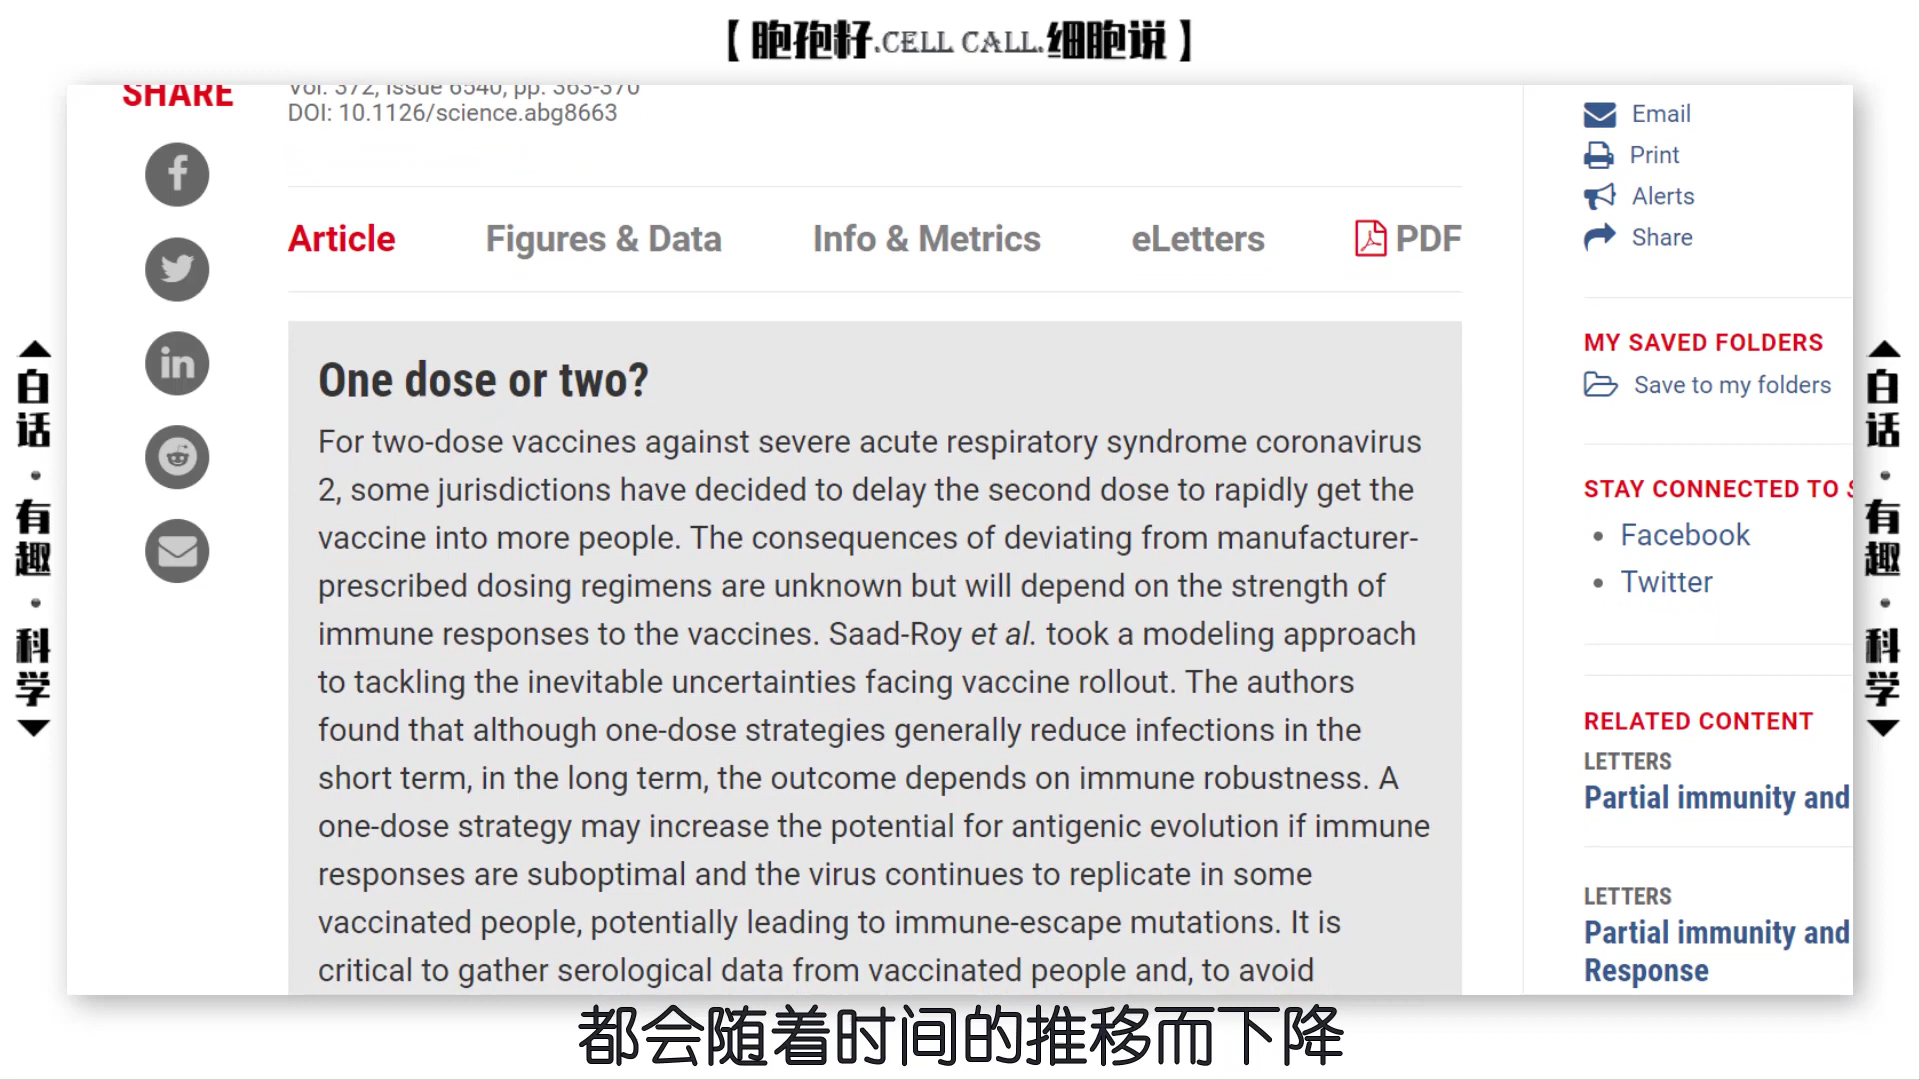 【胞孢籽.CELL CALL.细胞说】
SHARE
Vol. 372, Issue 6540, pp. 363-370
DOI: 10.1126/science.abg8663
Article
Figures & Data
Info & Metrics
eLetters
PDF
One dose or two?
For two-dose vaccines against severe acute respiratory syndrome coronavirus
2, some jurisdictions have decided to delay the second dose to rapidly get the
vaccine into more people. The consequences of deviating from manufacturer-
prescribed dosing regimens are unknown but will depend on the strength of
immune responses to the vaccines. Saad-Roy et al. took a modeling approach
to tackling the inevitable uncertainties facing vaccine rollout. The authors
found that although one-dose strategies generally reduce infections in the
short term, in the long term, the outcome depends on immune robustness. A
one-dose strategy may increase the potential for antigenic evolution if immune
responses are suboptimal and the virus continues to replicate in some
vaccinated people, potentially leading to immune-escape mutations. It is
critical to gather serological data from vaccinated people and, to avoid
Email
Print
Alerts
Share
MY SAVED FOLDERS
Save to my folders
STAY CONNECTED TO
• Facebook
• Twitter
RELATED CONTENT
LETTERS
Partial immunity and
LETTERS
Partial immunity and
Response
白话·有趣·科学
白话·有趣·科学
都会随着时间的推移而下降